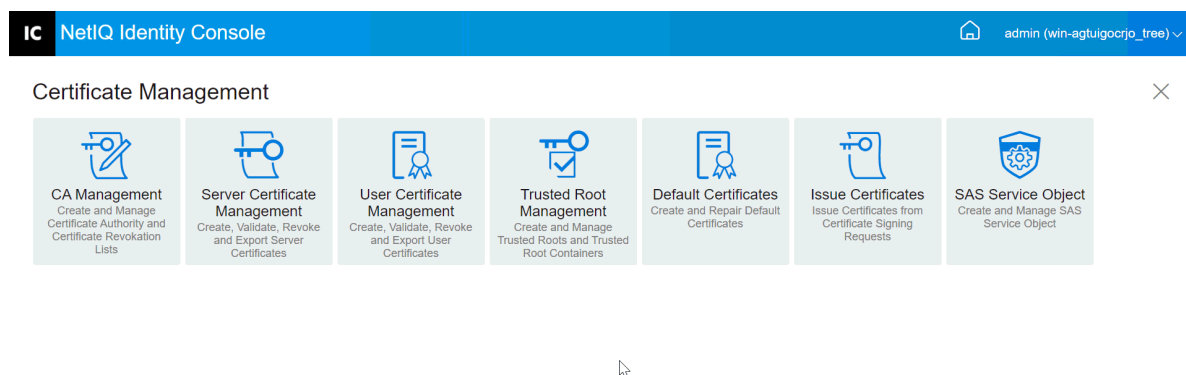 IC NetIQ Identity Console admin (win-agtuigocrjo_tree)
Certificate Management
CA Management
Create and Manage
Certificate Authority and
Certificate Revokation
Lists
Server Certificate
Management
Create, Validate, Revoke
and Export Server
Certificates
User Certificate
Management
Create, Validate, Revoke
and Export User
Certificates
Trusted Root
Management
Create and Manage
Trusted Roots and Trusted
Root Containers
Default Certificates
Create and Repair Default
Certificates
Issue Certificates
Issue Certificates from
Certificate Signing
Requests
SAS Service Object
Create and Manage SAS
Service Object